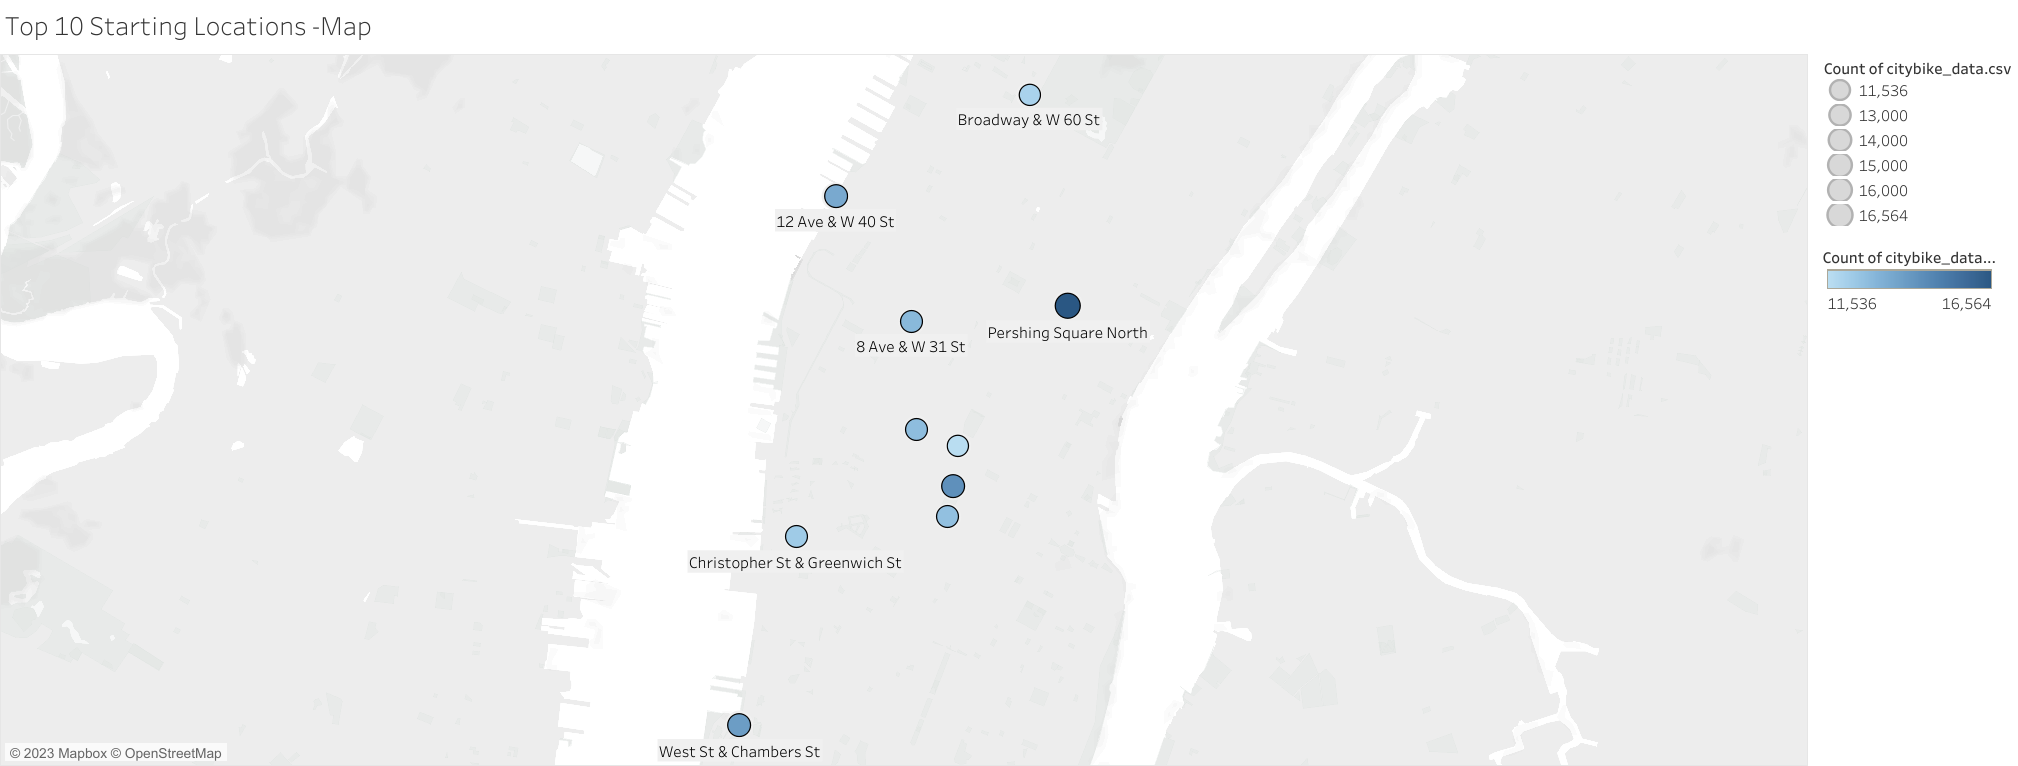 Top 10 Starting Locations -Map
Broadway & W 60 St
12 Ave & W 40 St
Pershing Square North
8 Ave & W 31 St
Christopher St & Greenwich St
West St & Chambers St
© 2023 Mapbox © OpenStreetMap
Count of citybike_data.csv
11,536
13,000
14,000
15,000
16,000
16,564
Count of citybike_data...
11,536 16,564